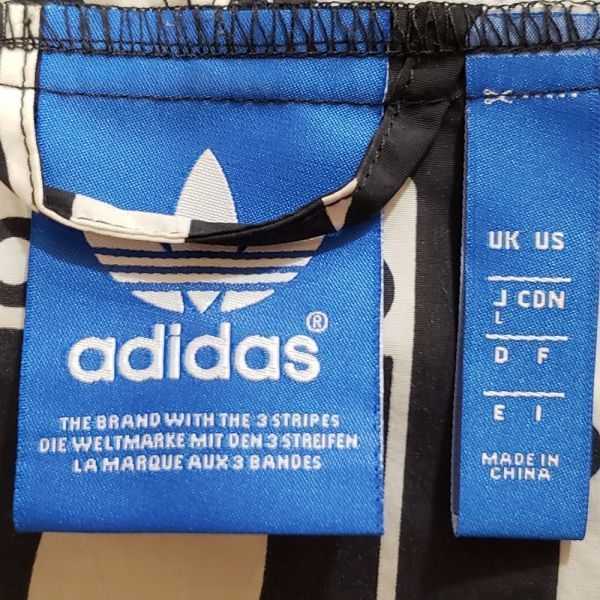 adidas®
THE BRAND WITH THE 3 STRIPES
DIE WELTMARKE MIT DEN 3 STREIFEN
LA MARQUE AUX 3 BANDES
UK US
J CDN
L
D F
E I
MADE IN
CHINA